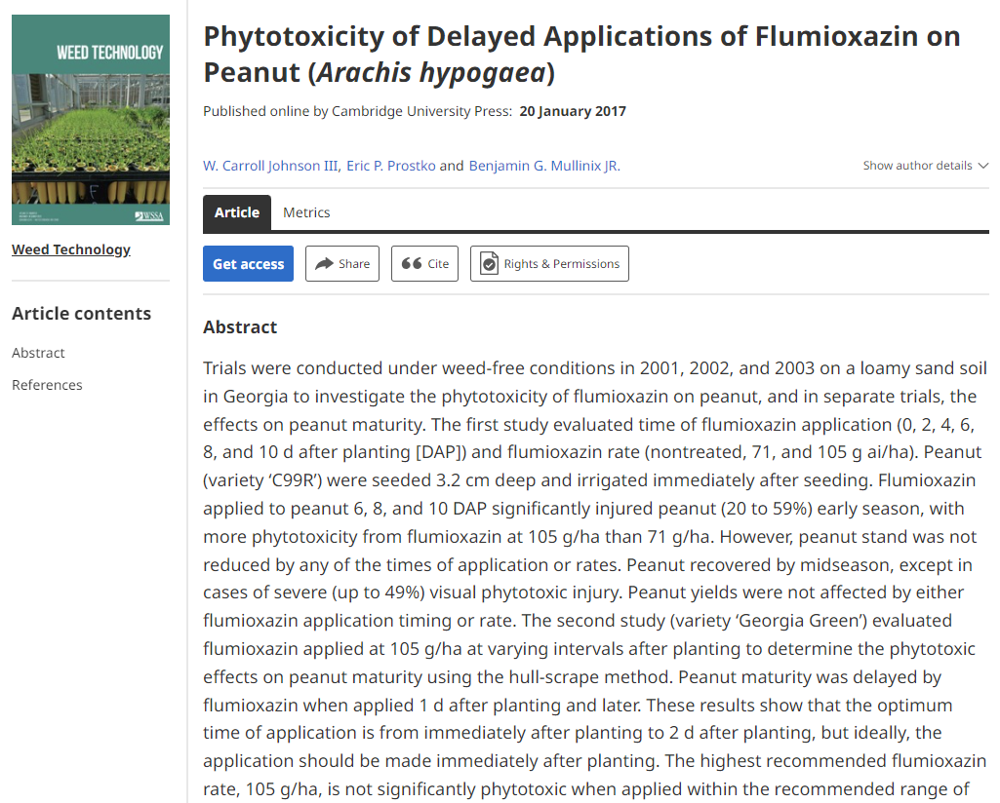 WEED TECHNOLOGY
WSSA
Weed Technology
Article contents
Abstract
References
Phytotoxicity of Delayed Applications of Flumioxazin on
Peanut (Arachis hypogaea)
Published online by Cambridge University Press: 20 January 2017
W. Carroll Johnson III, Eric P. Prostko and Benjamin G. Mullinix JR.
Show author details
Article Metrics
Get access Share Cite Rights & Permissions
Abstract
Trials were conducted under weed-free conditions in 2001, 2002, and 2003 on a loamy sand soil
in Georgia to investigate the phytotoxicity of flumioxazin on peanut, and in separate trials, the
effects on peanut maturity. The first study evaluated time of flumioxazin application (0, 2, 4, 6,
8, and 10 d after planting [DAP]) and flumioxazin rate (nontreated, 71, and 105 g ai/ha). Peanut
(variety ‘C99R’) were seeded 3.2 cm deep and irrigated immediately after seeding. Flumioxazin
applied to peanut 6, 8, and 10 DAP significantly injured peanut (20 to 59%) early season, with
more phytotoxicity from flumioxazin at 105 g/ha than 71 g/ha. However, peanut stand was not
reduced by any of the times of application or rates. Peanut recovered by midseason, except in
cases of severe (up to 49%) visual phytotoxic injury. Peanut yields were not affected by either
flumioxazin application timing or rate. The second study (variety ‘Georgia Green’) evaluated
flumioxazin applied at 105 g/ha at varying intervals after planting to determine the phytotoxic
effects on peanut maturity using the hull-scrape method. Peanut maturity was delayed by
flumioxazin when applied 1 d after planting and later. These results show that the optimum
time of application is from immediately after planting to 2 d after planting, but ideally, the
application should be made immediately after planting. The highest recommended flumioxazin
rate, 105 g/ha, is not significantly phytotoxic when applied within the recommended range of